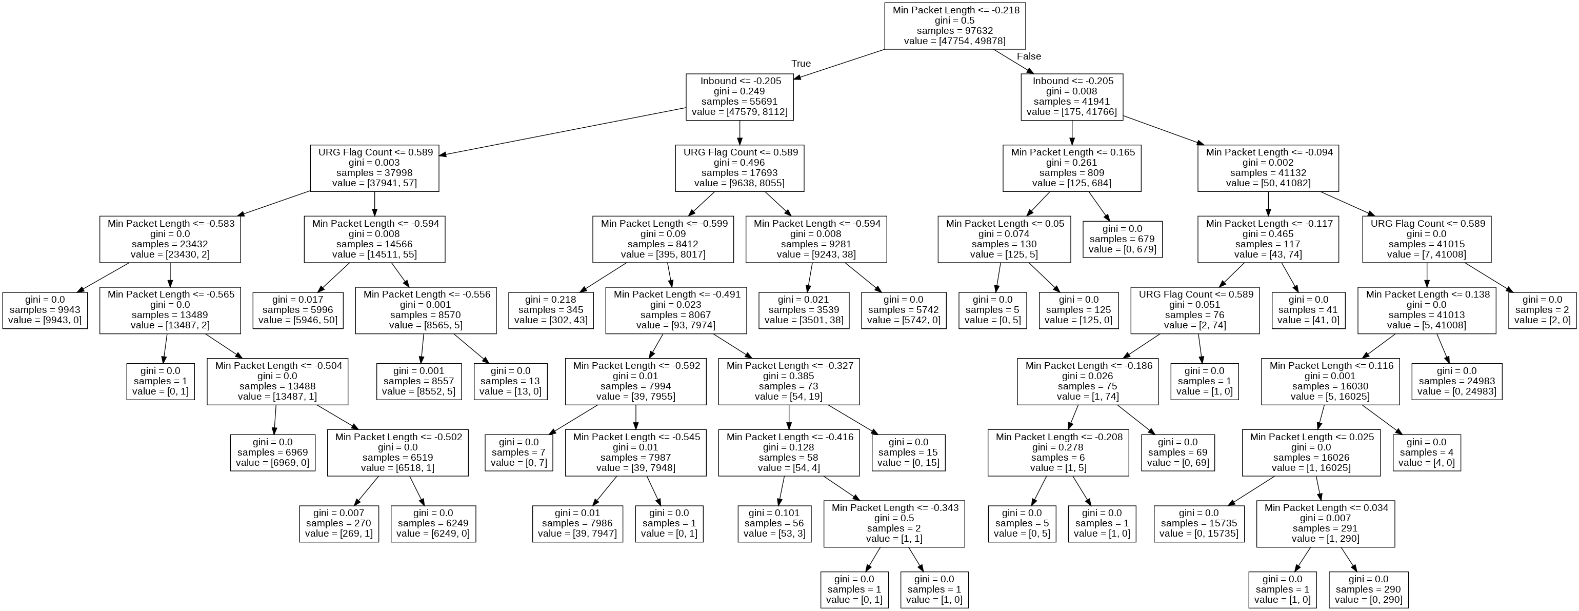 Min Packet Length <= -0.218
gini = 0.5
samples = 97632
value = [47754, 49878]
True
False
Inbound <= -0.205
gini = 0.249
samples = 55691
value = [47579, 8112]
Inbound <= -0.205
gini = 0.008
samples = 41941
value = [175, 41766]
URG Flag Count <= 0.589
gini = 0.003
samples = 37998
value = [37941, 57]
URG Flag Count <= 0.589
gini = 0.496
samples = 17693
value = [9638, 8055]
Min Packet Length <= 0.165
gini = 0.261
samples = 809
value = [125, 684]
Min Packet Length <= -0.094
gini = 0.002
samples = 41132
value = [50, 41082]
Min Packet Length <= -0.583
gini = 0.0
samples = 23432
value = [23430, 2]
Min Packet Length <= -0.594
gini = 0.008
samples = 14566
value = [14511, 55]
Min Packet Length <= -0.599
gini = 0.09
samples = 8412
value = [395, 8017]
Min Packet Length <= -0.594
gini = 0.008
samples = 9281
value = [9243, 38]
Min Packet Length <= 0.05
gini = 0.074
samples = 130
value = [125, 5]
gini = 0.0
samples = 679
value = [0, 679]
Min Packet Length <= -0.117
gini = 0.465
samples = 117
value = [43, 74]
URG Flag Count <= 0.589
gini = 0.0
samples = 41015
value = [7, 41008]
gini = 0.0
samples = 9943
value = [9943, 0]
Min Packet Length <= -0.565
gini = 0.0
samples = 13489
value = [13487, 2]
gini = 0.017
samples = 5996
value = [5946, 50]
Min Packet Length <= -0.556
gini = 0.001
samples = 8570
value = [8565, 5]
gini = 0.218
samples = 345
value = [302, 43]
Min Packet Length <= -0.491
gini = 0.023
samples = 8067
value = [93, 7974]
gini = 0.021
samples = 3539
value = [3501, 38]
gini = 0.0
samples = 5742
value = [5742, 0]
gini = 0.0
samples = 5
value = [0, 5]
gini = 0.0
samples = 125
value = [125, 0]
URG Flag Count <= 0.589
gini = 0.051
samples = 76
value = [2, 74]
gini = 0.0
samples = 41
value = [41, 0]
Min Packet Length <= 0.138
gini = 0.0
samples = 41013
value = [5, 41008]
gini = 0.0
samples = 2
value = [2, 0]
gini = 0.0
samples = 1
value = [0, 1]
Min Packet Length <= -0.504
gini = 0.0
samples = 13488
value = [13487, 1]
gini = 0.001
samples = 8557
value = [8552, 5]
gini = 0.0
samples = 13
value = [13, 0]
Min Packet Length <= -0.592
gini = 0.01
samples = 7994
value = [39, 7955]
Min Packet Length <= -0.327
gini = 0.385
samples = 73
value = [54, 19]
Min Packet Length <= -0.186
gini = 0.026
samples = 75
value = [1, 74]
gini = 0.0
samples = 1
value = [1, 0]
Min Packet Length <= 0.116
gini = 0.001
samples = 16030
value = [5, 16025]
gini = 0.0
samples = 24983
value = [0, 24983]
gini = 0.0
samples = 6969
value = [6969, 0]
Min Packet Length <= -0.502
gini = 0.0
samples = 6519
value = [6518, 1]
gini = 0.0
samples = 7
value = [0, 7]
Min Packet Length <= -0.545
gini = 0.01
samples = 7987
value = [39, 7948]
Min Packet Length <= -0.416
gini = 0.128
samples = 58
value = [54, 4]
gini = 0.0
samples = 15
value = [0, 15]
Min Packet Length <= -0.208
gini = 0.278
samples = 6
value = [1, 5]
gini = 0.0
samples = 69
value = [0, 69]
Min Packet Length <= 0.025
gini = 0.0
samples = 16026
value = [1, 16025]
gini = 0.0
samples = 4
value = [4, 0]
gini = 0.007
samples = 270
value = [269, 1]
gini = 0.0
samples = 6249
value = [6249, 0]
gini = 0.01
samples = 7986
value = [39, 7947]
gini = 0.0
samples = 1
value = [0, 1]
gini = 0.101
samples = 56
value = [53, 3]
Min Packet Length <= -0.343
gini = 0.5
samples = 2
value = [1, 1]
gini = 0.0
samples = 5
value = [0, 5]
gini = 0.0
samples = 1
value = [1, 0]
gini = 0.0
samples = 15735
value = [0, 15735]
Min Packet Length <= 0.034
gini = 0.007
samples = 291
value = [1, 290]
gini = 0.0
samples = 1
value = [0, 1]
gini = 0.0
samples = 1
value = [1, 0]
gini = 0.0
samples = 1
value = [1, 0]
gini = 0.0
samples = 290
value = [0, 290]